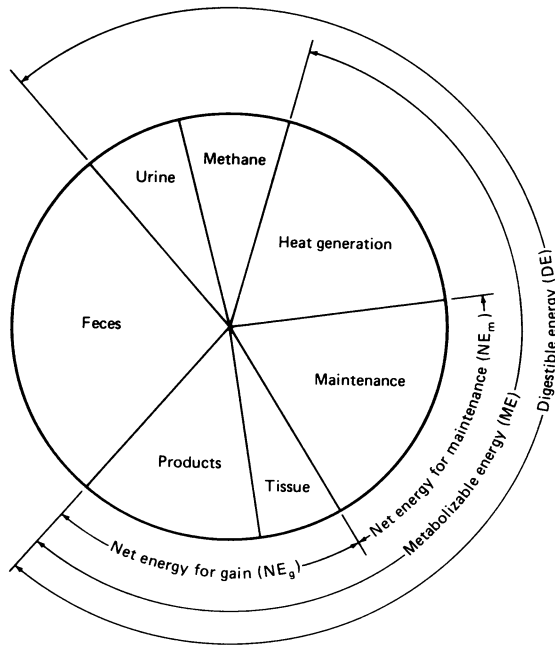 Methane
Urine
Heat generation
Feces
Maintenance
Products
Tissue
Net energy for gain (NEg)
Net energy for maintenance (NEm)
Metabolizable energy (ME)
Digestible energy (DE)